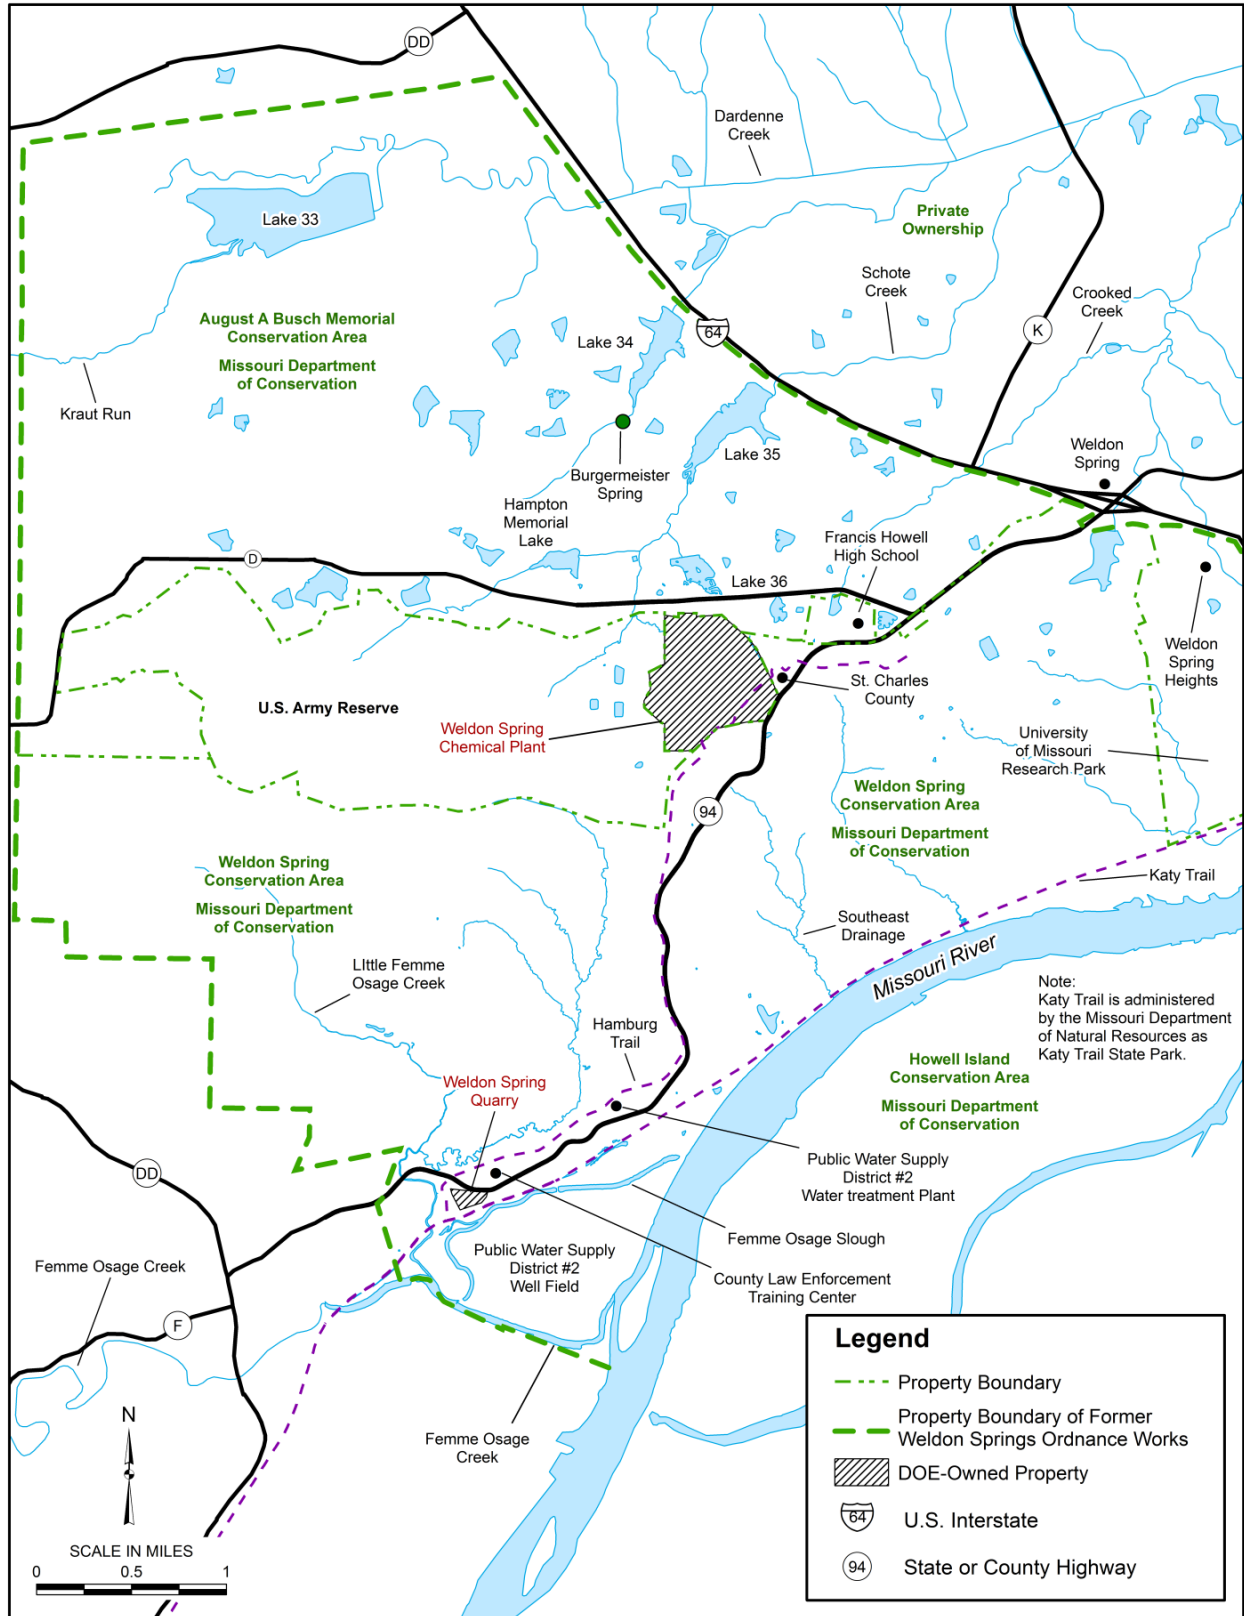 DD
Dardenne
Creek
Lake 33
Private
Ownership
Schote
Creek
Crooked
Creek
August A Busch Memorial
Conservation Area
Missouri Department
of Conservation
Lake 34
64
K
Kraut Run
Weldon
Spring
Lake 35
Burgermeister
Spring
Hampton
Memorial
Lake
Francis Howell
High School
D
Lake 36
Weldon
Spring
Heights
St. Charles
County
U.S. Army Reserve
Weldon Spring
Chemical Plant
University
of Missouri
Research Park
Weldon Spring
Conservation Area
Missouri Department
of Conservation
94
Weldon Spring
Conservation Area
Missouri Department
of Conservation
Katy Trail
Southeast
Drainage
Missouri River
LIttle Femme
Osage Creek
Note:
Katy Trail is administered
by the Missouri Department
of Natural Resources as
Katy Trail State Park.
Hamburg
Trail
Howell Island
Conservation Area
Missouri Department
of Conservation
Weldon Spring
Quarry
Public Water Supply
District #2
Water treatment Plant
DD
Femme Osage Slough
Public Water Supply
District #2
Well Field
Femme Osage Creek
County Law Enforcement
Training Center
F
Femme Osage
Creek
N
SCALE IN MILES
0 0.5 1
Legend
Property Boundary
Property Boundary of Former
Weldon Springs Ordnance Works
DOE-Owned Property
64 U.S. Interstate
94 State or County Highway